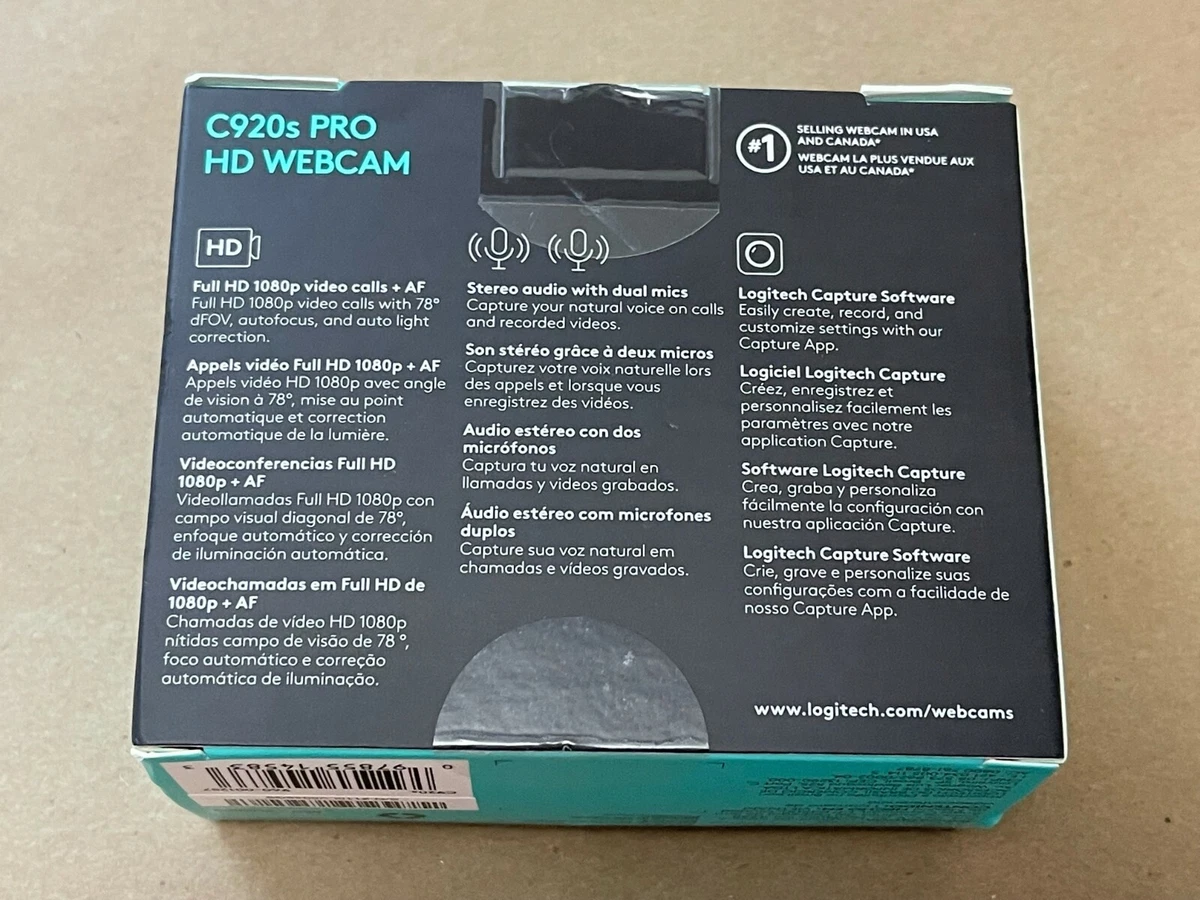 C920s PRO
HD WEBCAM
#1
SELLING WEBCAM IN USA
AND CANADA*
WEBCAM LA PLUS VENDUE AUX
USA ET AU CANADA*
HD
Full HD 1080p video calls + AF
Full HD 1080p video calls with 78°
dFOV, autofocus, and auto light
correction.
Appels vidéo Full HD 1080p + AF
Appels vidéo HD 1080p avec angle
de vision à 78°, mise au point
automatique et correction
automatique de la lumière.
Videoconferencias Full HD
1080p + AF
Videollamadas Full HD 1080p con
campo visual diagonal de 78°,
enfoque automático y corrección
de iluminación automática.
Videochamadas em Full HD de
1080p + AF
Chamadas de vídeo HD 1080p
nítidas campo de visão de 78 °,
foco automático e correção
automática de iluminação.
Stereo audio with dual mics
Capture your natural voice on calls
and recorded videos.
Son stéréo grâce à deux micros
Capturez votre voix naturelle lors
des appels et lorsque vous
enregistrez des vidéos.
Audio estéreo con dos
micrófonos
Captura tu voz natural en
llamadas y videos grabados.
Áudio estéreo com microfones
duplos
Capture sua voz natural em
chamadas e vídeos gravados.
Logitech Capture Software
Easily create, record, and
customize settings with our
Capture App.
Logiciel Logitech Capture
Créez, enregistrez et
personnalisez facilement les
paramètres avec notre
application Capture.
Software Logitech Capture
Crea, graba y personaliza
fácilmente la configuración con
nuestra aplicación Capture.
Logitech Capture Software
Crie, grave e personalize suas
configurações com a facilidade de
nosso Capture App.
www.logitech.com/webcams
0 97855 14583 3